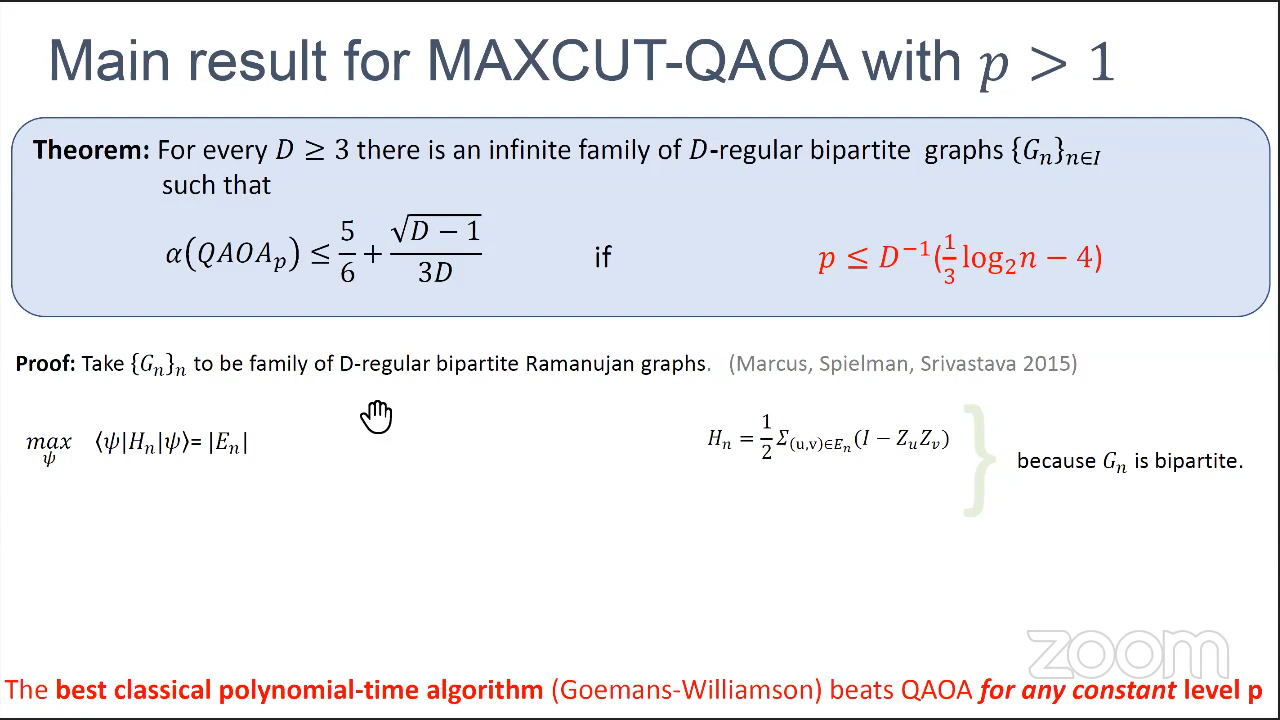 Main result for MAXCUT-QAOA with p > 1
Theorem: For every D ≥ 3 there is an infinite family of D-regular bipartite graphs {G_n}_{n∈I}
such that
α(QAOA_p) ≤ 5/6 + √(D − 1)/(3D) if p ≤ D^{−1}(1/3 log_2 n − 4)
Proof: Take {G_n}_n to be family of D-regular bipartite Ramanujan graphs. (Marcus, Spielman, Srivastava 2015)
max_ψ ⟨ψ|H_n|ψ⟩= |E_n| H_n = 1/2 Σ_{(u,v)∈E_n}(I − Z_u Z_v)
because G_n is bipartite.
zoom
The best classical polynomial-time algorithm (Goemans-Williamson) beats QAOA for any constant level p